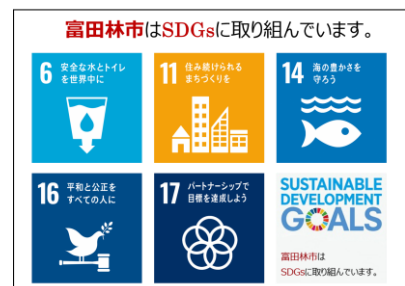 富田林市はSDGsに取り組んでいます。
6 安全な水とトイレ
を世界中に
11 住み続けられる
まちづくりを
14 海の豊かさを
守ろう
16 平和と公正を
すべての人に
17 パートナーシップで
目標を達成しよう
SUSTAINABLE
DEVELOPMENT
GOALS
富田林市は
SDGsに取り組んでいます。